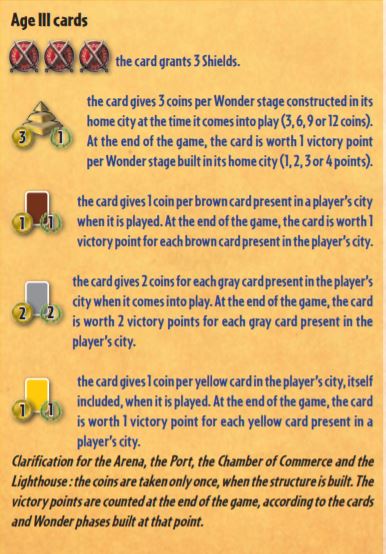 Age III cards
the card grants 3 Shields.
the card gives 3 coins per Wonder stage constructed in its
home city at the time it comes into play (3, 6, 9 or 12 coins).
3 1
At the end of the game, the card is worth 1 victory point
per Wonder stage built in its home city (1, 2, 3 or 4 points).
the card gives 1 coin per brown card present in a player's city
when it is played. At the end of the game, the card is worth 1
1 1
victory point for each brown card present in the player's city.
the card gives 2 coins for each gray card present in the player's
city when it comes into play. At the end of the game, the card
2 2
is worth 2 victory points for each gray card present in the
player's city.
the card gives 1 coin per yellow card in the player's city, itself
included, when it is played. At the end of the game, the card
1 1
is worth 1 victory point for each yellow card present in a
player's city.
Clarification for the Arena, the Port, the Chamber of Commerce and the
Lighthouse : the coins are taken only once, when the structure is built. The
victory points are counted at the end of the game, according to the cards
and Wonder phases built at that point.